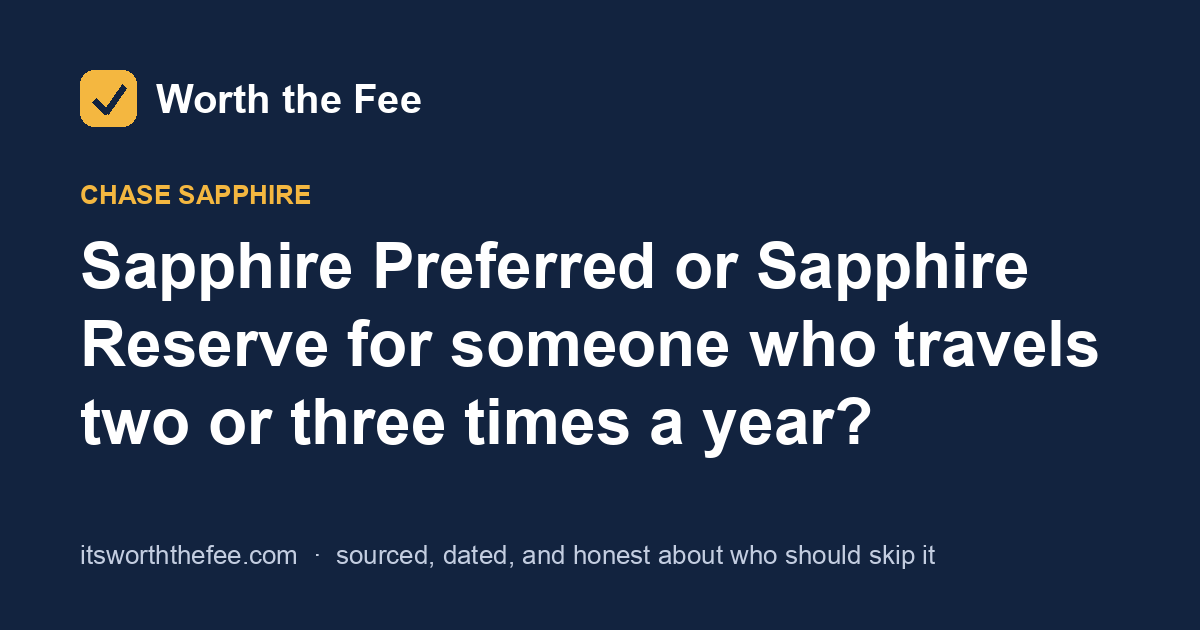 Worth the Fee
CHASE SAPPHIRE
Sapphire Preferred or Sapphire
Reserve for someone who travels
two or three times a year?
itsworththefee.com · sourced, dated, and honest about who should skip it